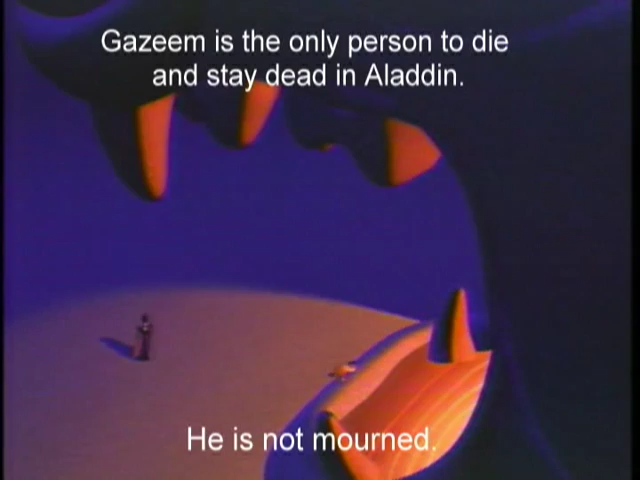 Gazeem is the only person to die
and stay dead in Aladdin.
He is not mourned.